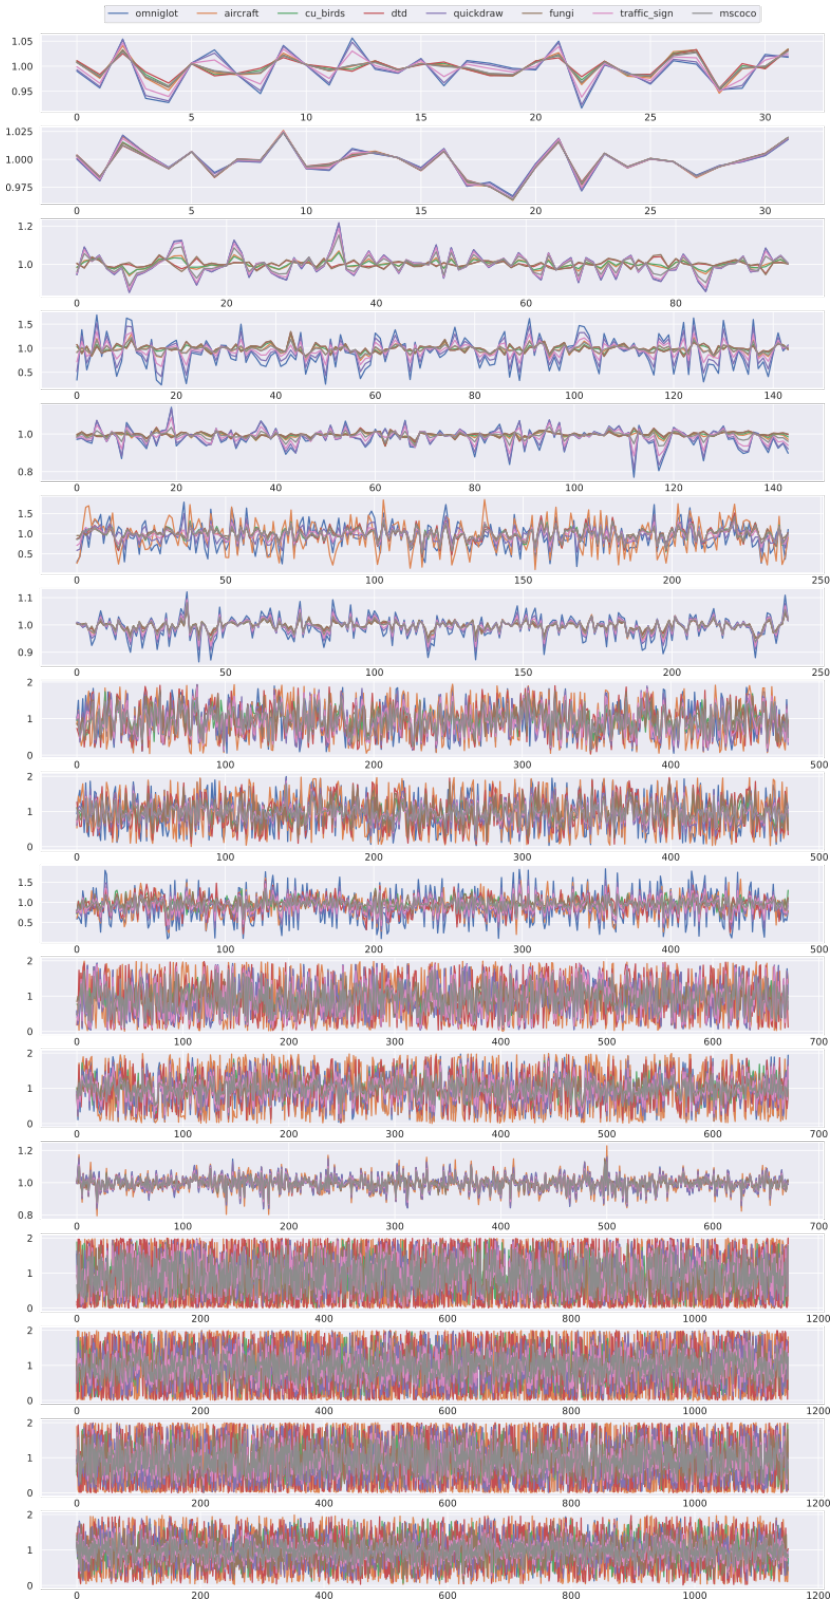 omniglot aircraft cu_birds dtd quickdraw fungi traffic_sign mscoco
1.05
1.00
0.95
0 5 10 15 20 25 30
1.025
1.000
0.975
0 5 10 15 20 25 30
1.2
1.0
0 20 40 60 80
1.5
1.0
0.5
0 20 40 60 80 100 120 140
1.0
0.8
0 20 40 60 80 100 120 140
1.5
1.0
0.5
0 50 100 150 200 250
1.1
1.0
0.9
0 50 100 150 200 250
2
1
0
0 100 200 300 400 500
2
1
0
0 100 200 300 400 500
1.5
1.0
0.5
0 100 200 300 400 500
2
1
0
0 100 200 300 400 500 600 700
2
1
0
0 100 200 300 400 500 600 700
1.2
1.0
0.8
0 100 200 300 400 500 600 700
2
1
0
0 200 400 600 800 1000 1200
2
1
0
0 200 400 600 800 1000 1200
2
1
0
0 200 400 600 800 1000 1200
2
1
0
0 200 400 600 800 1000 1200